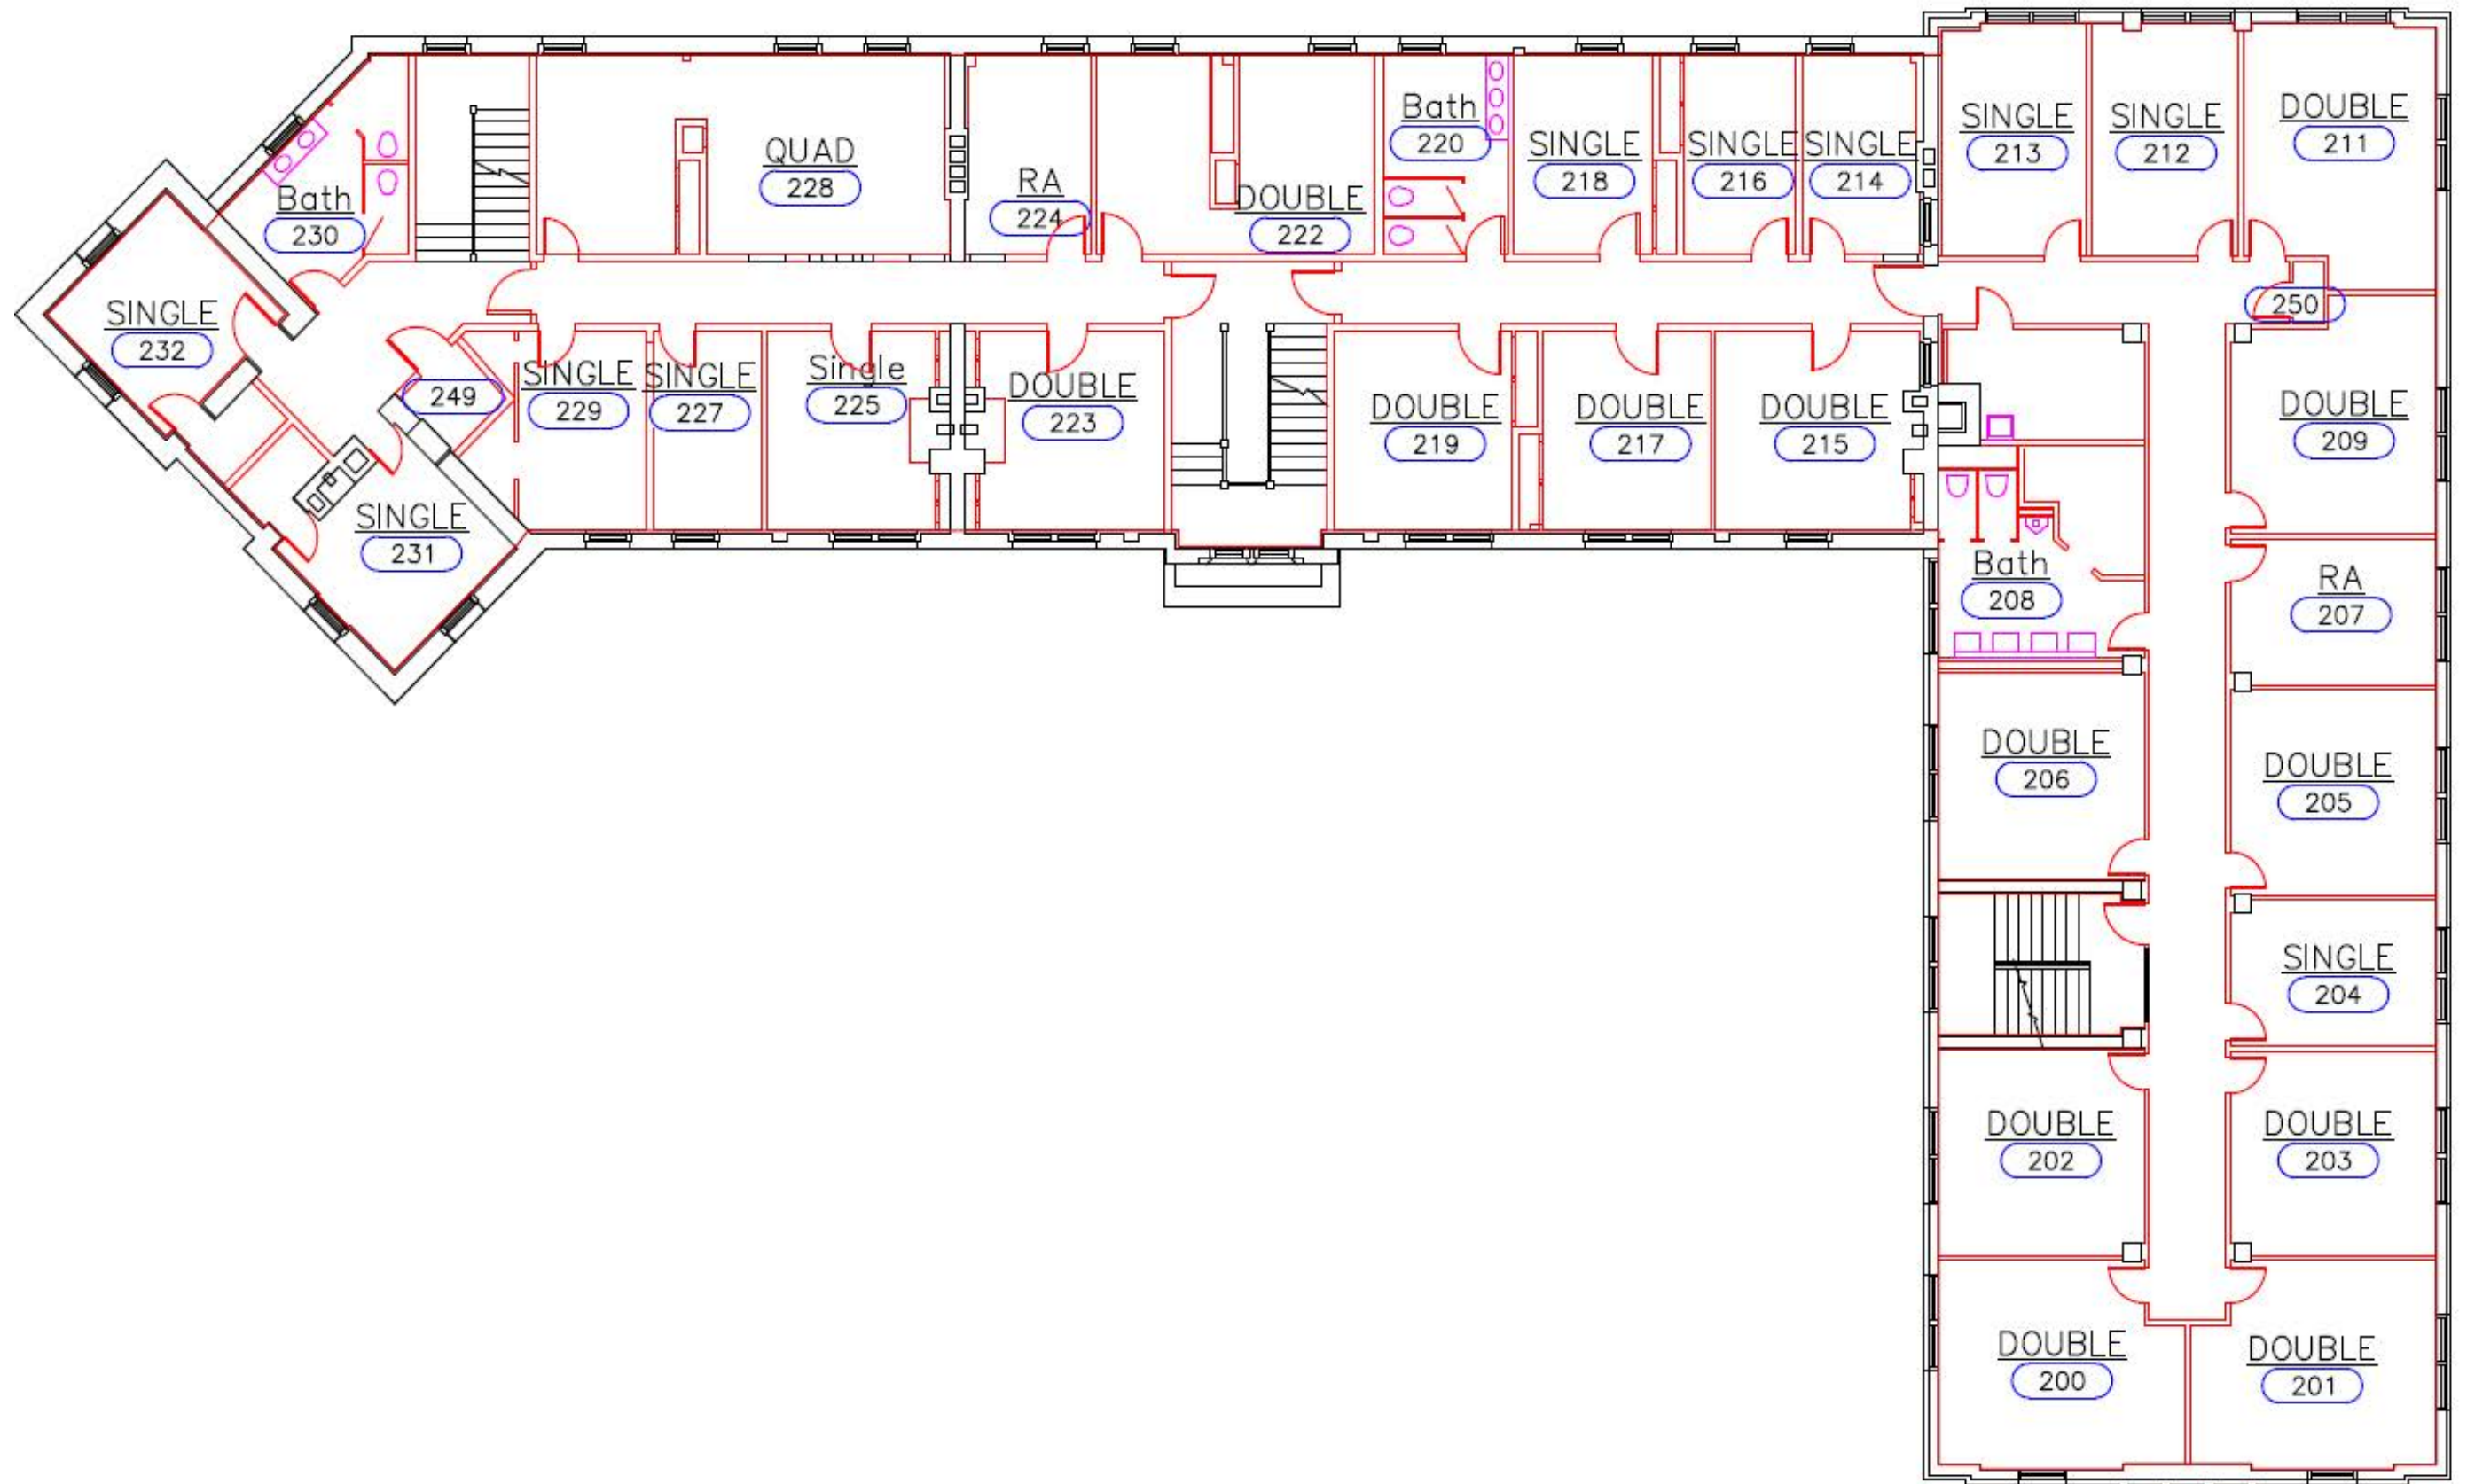 SINGLE
232
Bath
230
QUAD
228
RA
224
DOUBLE
222
Bath
220
SINGLE
218
SINGLE
216
SINGLE
214
SINGLE
213
SINGLE
212
DOUBLE
211
250
249
SINGLE
229
SINGLE
227
Single
225
DOUBLE
223
DOUBLE
219
DOUBLE
217
DOUBLE
215
DOUBLE
209
SINGLE
231
Bath
208
RA
207
DOUBLE
206
DOUBLE
205
SINGLE
204
DOUBLE
202
DOUBLE
203
DOUBLE
200
DOUBLE
201